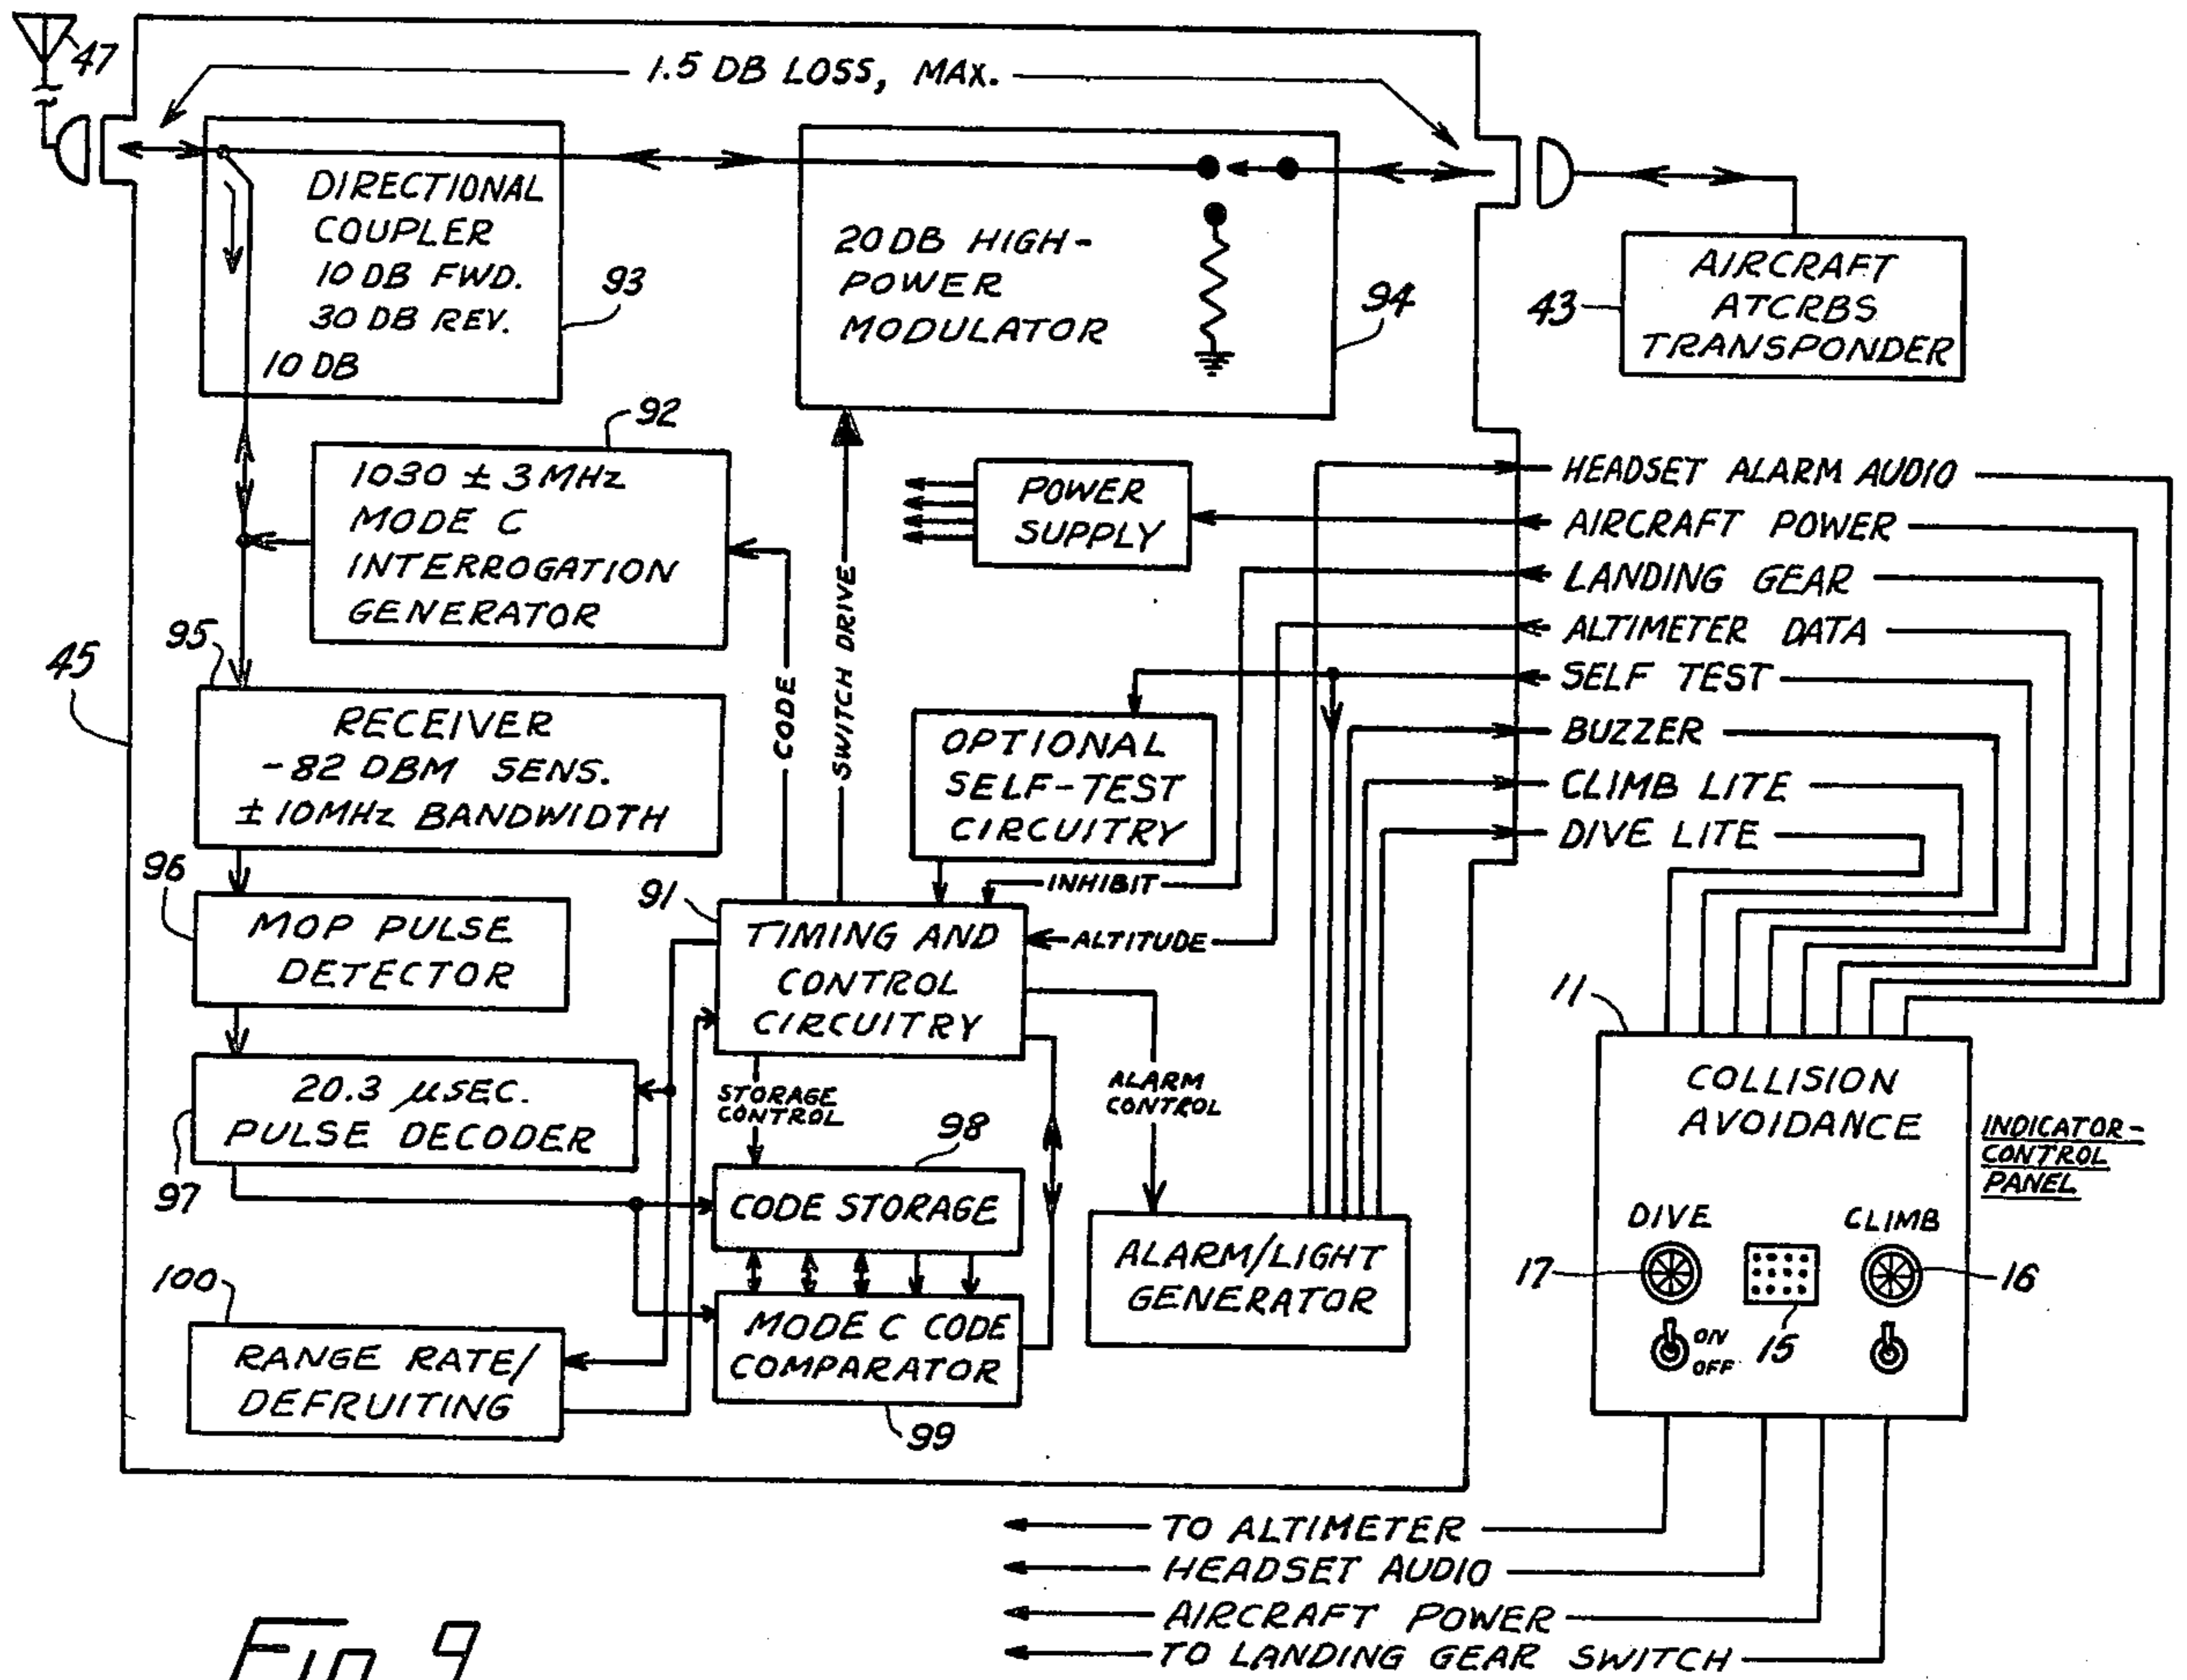 47
1.5 DB LOSS, MAX.
DIRECTIONAL
COUPLER
10 DB FWD.
30 DB REV.
10 DB
93
20 DB HIGH-
POWER
MODULATOR
94
43
AIRCRAFT
ATCRBS
TRANSPONDER
92
1030 ± 3 MHz
MODE C
INTERROGATION
GENERATOR
CODE
SWITCH DRIVE
POWER
SUPPLY
HEADSET ALARM AUDIO
AIRCRAFT POWER
LANDING GEAR
ALTIMETER DATA
SELF TEST
BUZZER
CLIMB LITE
DIVE LITE
45
95
RECEIVER
-82 DBM SENS.
± 10MHz BANDWIDTH
OPTIONAL
SELF-TEST
CIRCUITRY
INHIBIT
ALTITUDE
96
MOP PULSE
DETECTOR
91
TIMING AND
CONTROL
CIRCUITRY
97
20.3 µSEC.
PULSE DECODER
STORAGE
CONTROL
ALARM
CONTROL
98
CODE STORAGE
MODE C CODE
COMPARATOR
99
100
RANGE RATE/
DEFRUITING
ALARM/LIGHT
GENERATOR
11
COLLISION
AVOIDANCE
INDICATOR-
CONTROL
PANEL
DIVE
CLIMB
17
16
15
ON
OFF
TO ALTIMETER
HEADSET AUDIO
AIRCRAFT POWER
TO LANDING GEAR SWITCH
Fig 9